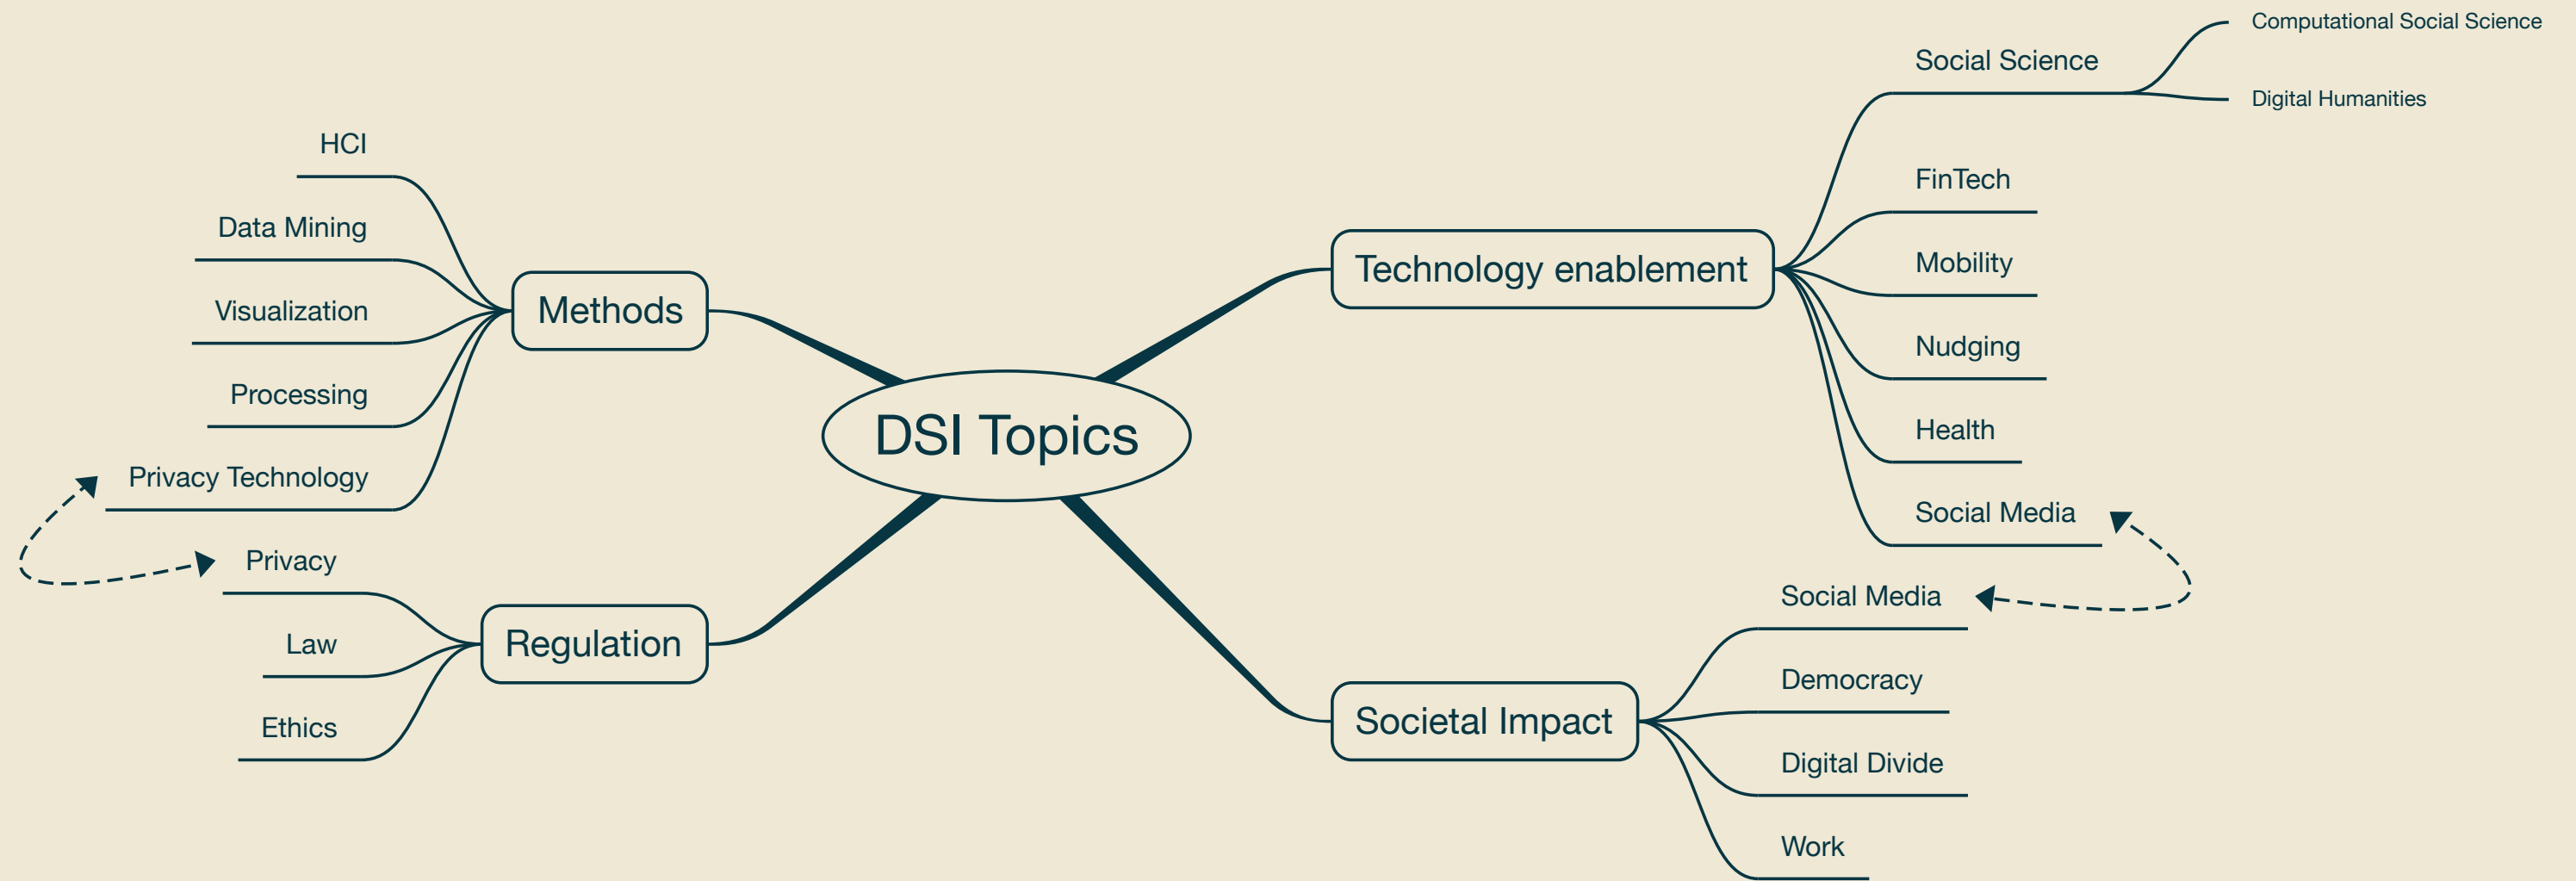 DSI Topics
Methods
HCI
Data Mining
Visualization
Processing
Privacy Technology
Regulation
Privacy
Law
Ethics
Technology enablement
Social Science
Computational Social Science
Digital Humanities
FinTech
Mobility
Nudging
Health
Social Media
Societal Impact
Social Media
Democracy
Digital Divide
Work